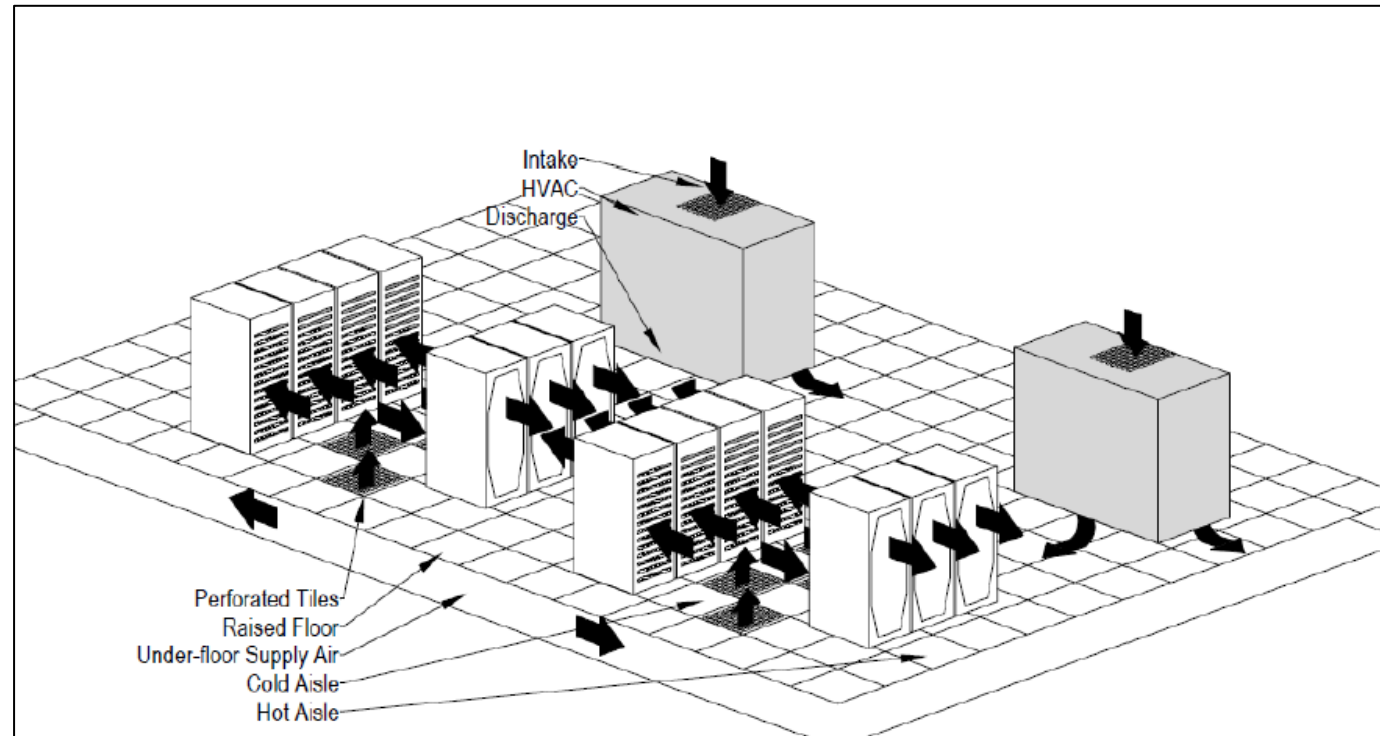 Intake
HVAC
Discharge
Perforated Tiles
Raised Floor
Under-floor Supply Air
Cold Aisle
Hot Aisle